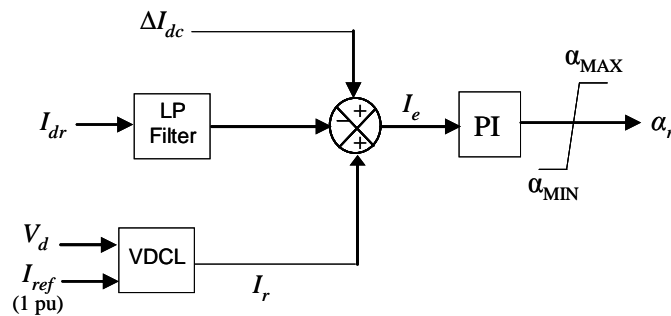 ΔI_dc
LP
Filter
I_dr
− + +
I_e
PI
α_MAX
α_MIN
α_r
V_d
I_ref
(1 pu)
VDCL
I_r